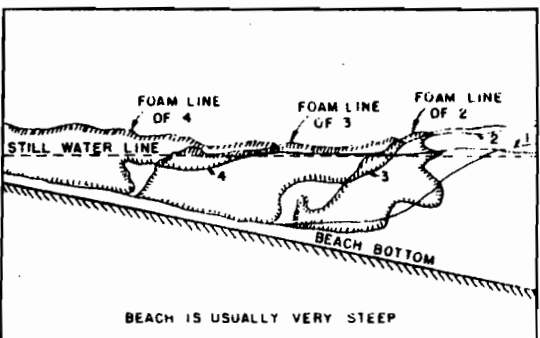 FOAM LINE
OF 4
FOAM LINE
OF 3
FOAM LINE
OF 2
STILL WATER LINE
1
2
3
4
BEACH BOTTOM
BEACH IS USUALLY VERY STEEP